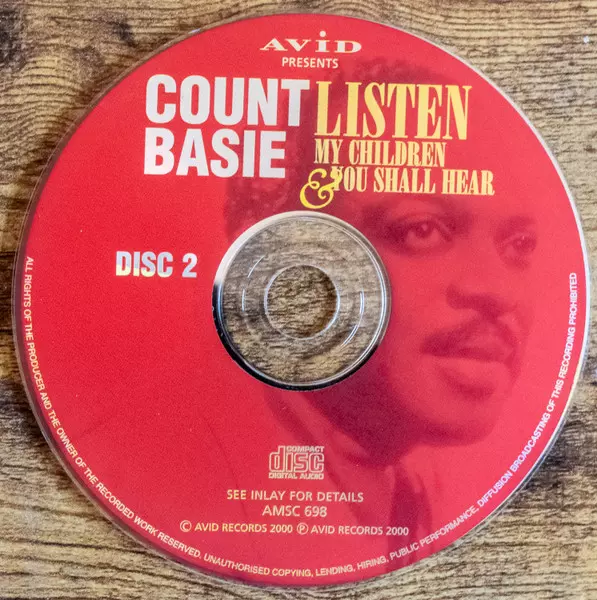 AViD
PRESENTS
COUNT
BASIE
LISTEN
MY CHILDREN
& YOU SHALL HEAR
DISC 2
COMPACT
disc
DIGITAL AUDIO
SEE INLAY FOR DETAILS
AMSC 698
© AVID RECORDS 2000 ℗ AVID RECORDS 2000
ALL RIGHTS OF THE PRODUCER AND THE OWNER OF THE RECORDED WORK RESERVED. UNAUTHORISED COPYING, LENDING, HIRING, PUBLIC PERFORMANCE, DIFFUSION BROADCASTING OF THIS RECORDING PROHIBITED